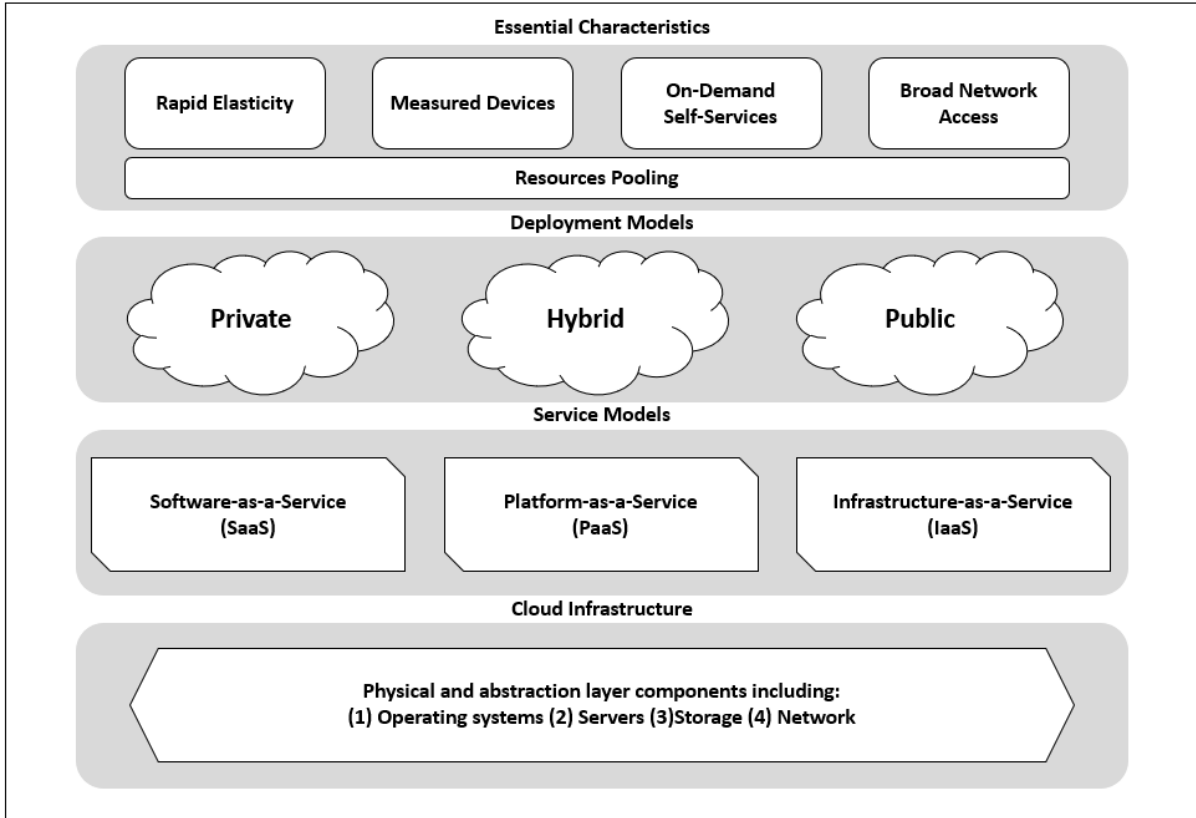 Essential Characteristics
Rapid Elasticity
Measured Devices
On-Demand
Self-Services
Broad Network
Access
Resources Pooling
Deployment Models
Private
Hybrid
Public
Service Models
Software-as-a-Service
(SaaS)
Platform-as-a-Service
(PaaS)
Infrastructure-as-a-Service
(IaaS)
Cloud Infrastructure
Physical and abstraction layer components including:
(1) Operating systems (2) Servers (3)Storage (4) Network